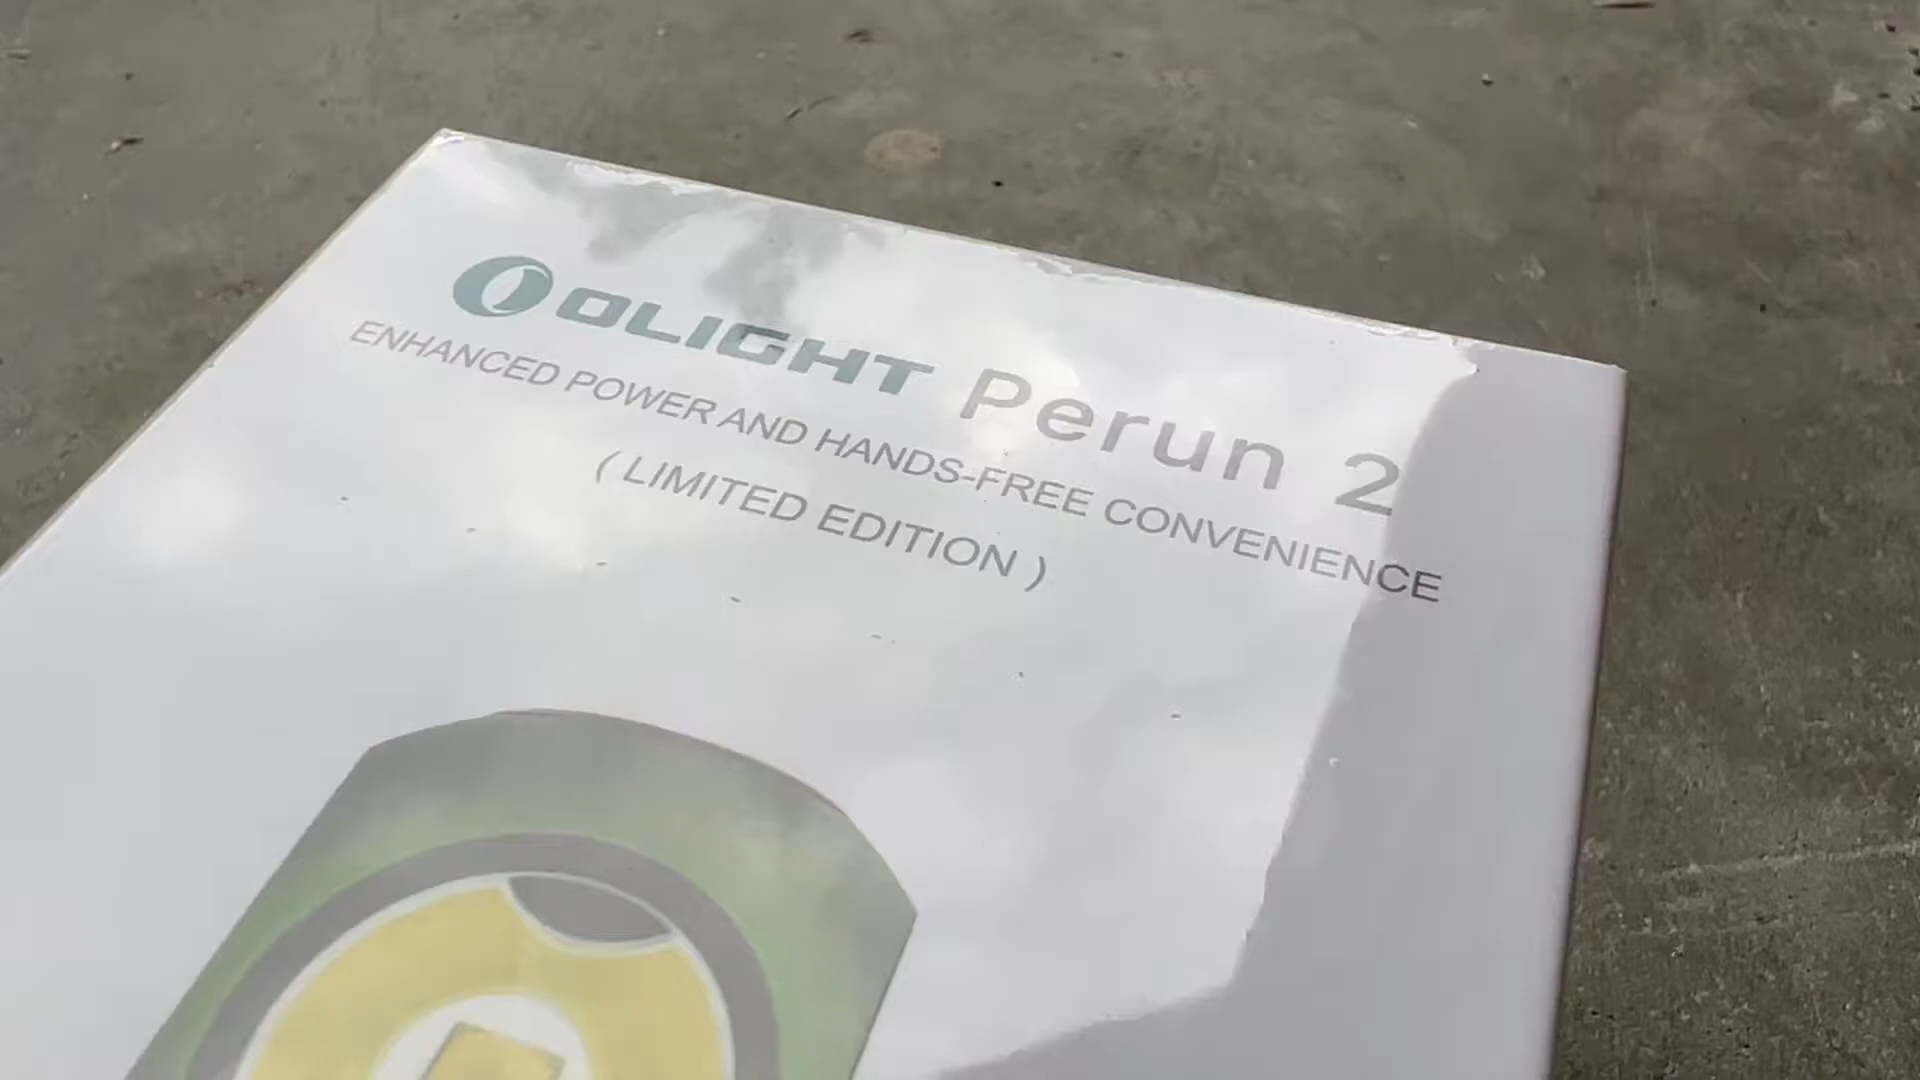 OLIGHT Perun 2
ENHANCED POWER AND HANDS-FREE CONVENIENCE
( LIMITED EDITION )